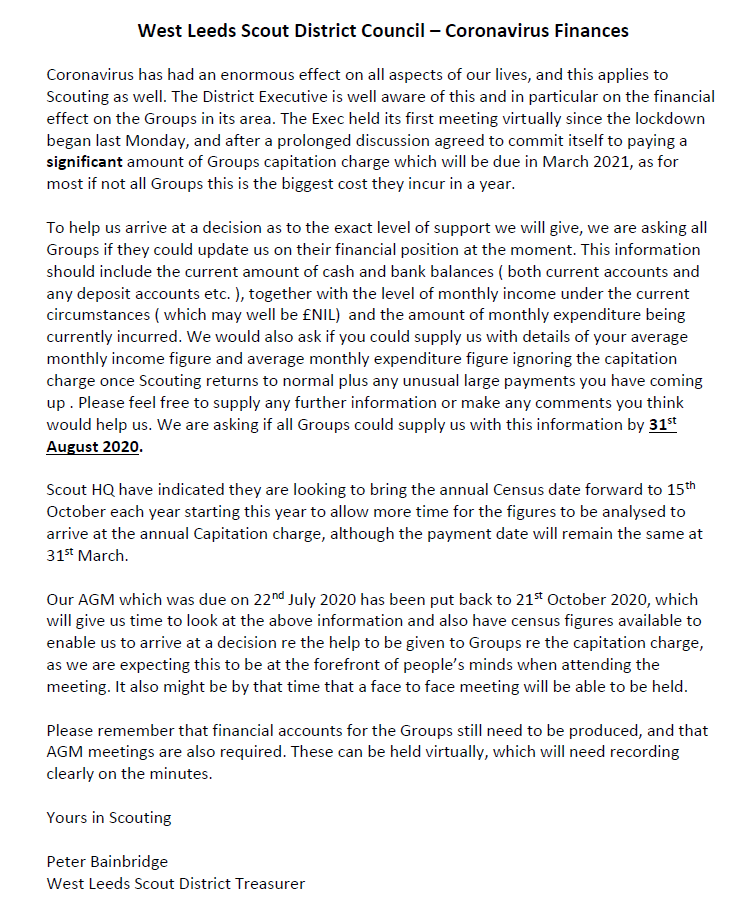 West Leeds Scout District Council – Coronavirus Finances
Coronavirus has had an enormous effect on all aspects of our lives, and this applies to
Scouting as well. The District Executive is well aware of this and in particular on the financial
effect on the Groups in its area. The Exec held its first meeting virtually since the lockdown
began last Monday, and after a prolonged discussion agreed to commit itself to paying a
significant amount of Groups capitation charge which will be due in March 2021, as for
most if not all Groups this is the biggest cost they incur in a year.
To help us arrive at a decision as to the exact level of support we will give, we are asking all
Groups if they could update us on their financial position at the moment. This information
should include the current amount of cash and bank balances ( both current accounts and
any deposit accounts etc. ), together with the level of monthly income under the current
circumstances ( which may well be £NIL)  and the amount of monthly expenditure being
currently incurred. We would also ask if you could supply us with details of your average
monthly income figure and average monthly expenditure figure ignoring the capitation
charge once Scouting returns to normal plus any unusual large payments you have coming
up . Please feel free to supply any further information or make any comments you think
would help us. We are asking if all Groups could supply us with this information by 31st
August 2020.
Scout HQ have indicated they are looking to bring the annual Census date forward to 15th
October each year starting this year to allow more time for the figures to be analysed to
arrive at the annual Capitation charge, although the payment date will remain the same at
31st March.
Our AGM which was due on 22nd July 2020 has been put back to 21st October 2020, which
will give us time to look at the above information and also have census figures available to
enable us to arrive at a decision re the help to be given to Groups re the capitation charge,
as we are expecting this to be at the forefront of people’s minds when attending the
meeting. It also might be by that time that a face to face meeting will be able to be held.
Please remember that financial accounts for the Groups still need to be produced, and that
AGM meetings are also required. These can be held virtually, which will need recording
clearly on the minutes.
Yours in Scouting
Peter Bainbridge
West Leeds Scout District Treasurer